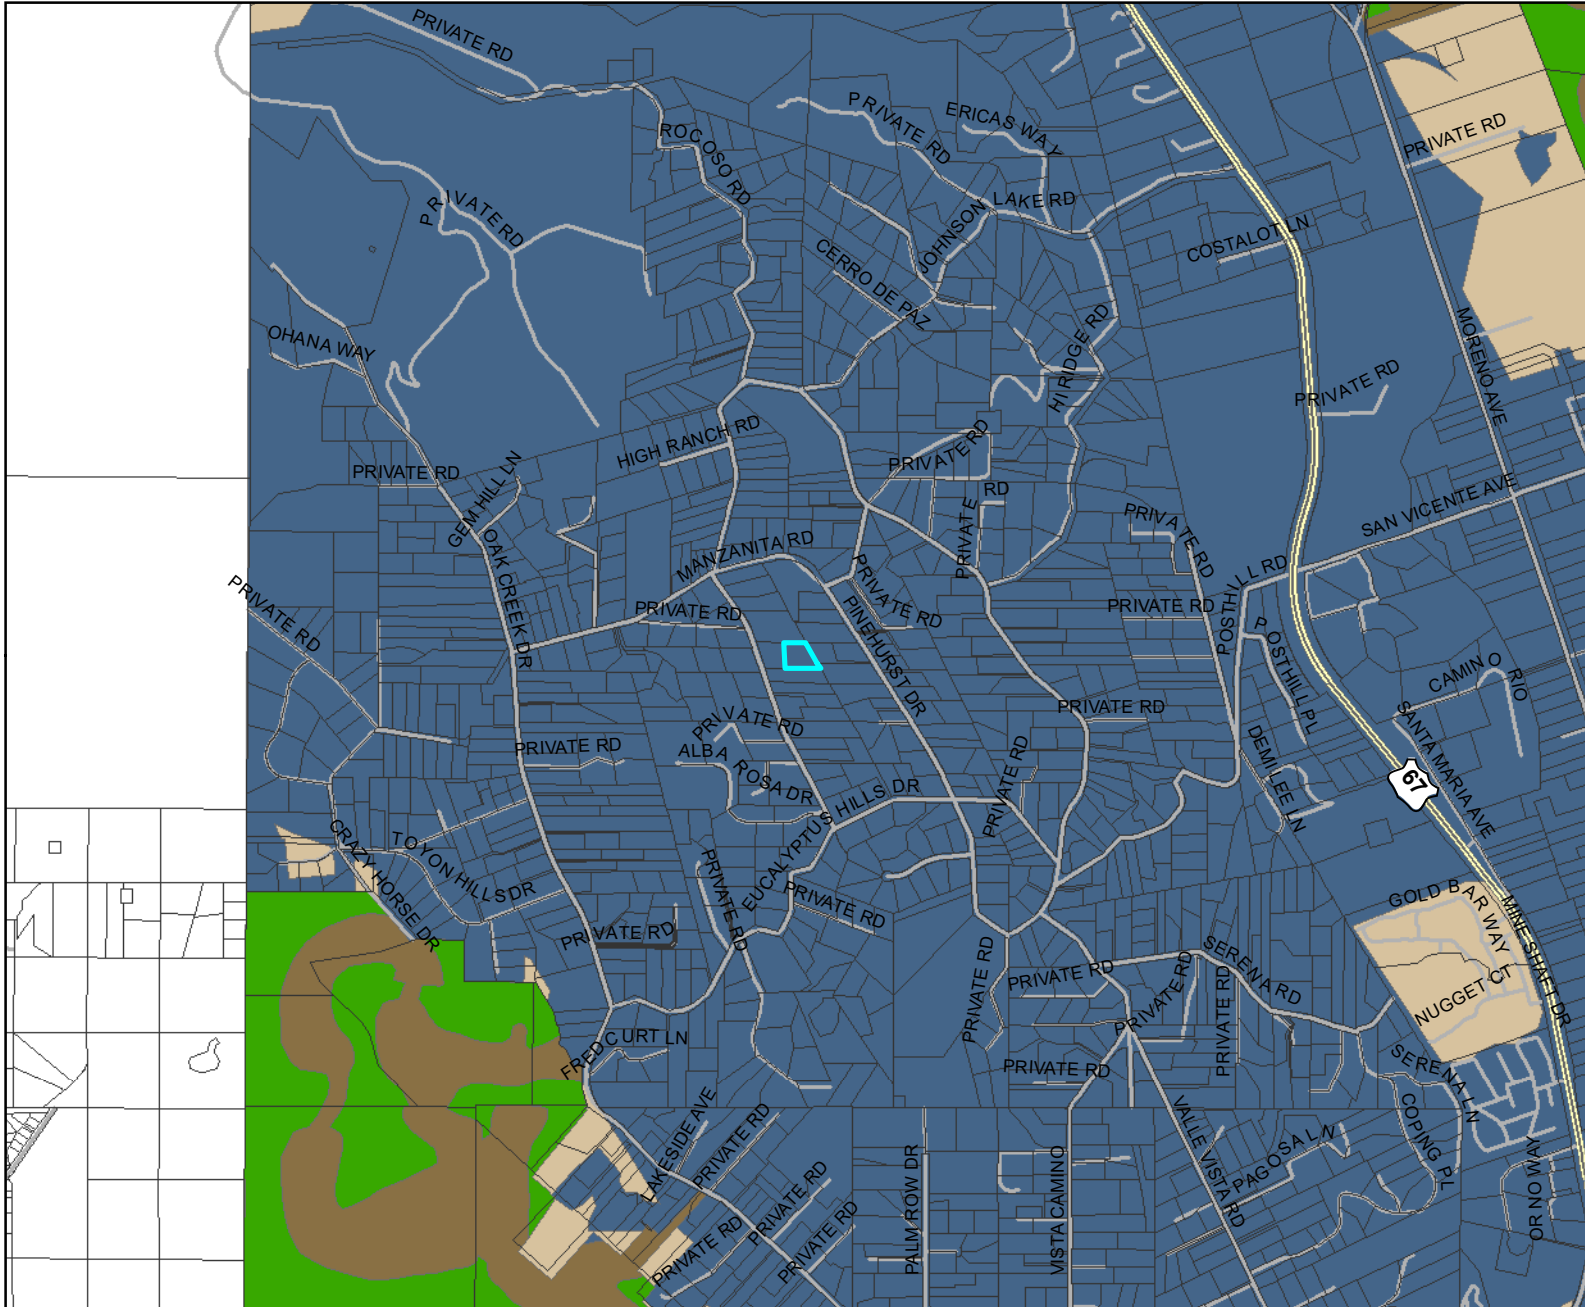 PRIVATE RD
ROCOSO RD
PRIVATE RD
ERICAS WAY
PRIVATE RD
PRIVATE RD
JOHNSON LAKE RD
COSTALOT LN
CERRO DE PAZ
OHANA WAY
HI RIDGE RD
MORENO AVE
PRIVATE RD
HIGH RANCH RD
PRIVATE RD
PRIVATE RD
GEM HILL LN
PRIVATE RD
SAN VICENTE AVE
PRIVATE RD
OAK CREEK DR
MANZANITA RD
PRIVATE RD
POSTHILL RD
PRIVATE RD
PRIVATE RD
PINEHURST DR
PRIVATE RD
POSTHILL PL
CAMINO RIO
PRIVATE RD
PRIVATE RD
SANTA MARIA AVE
PRIVATE RD
ALBA ROSA DR
PRIVATE RD
DEMILEE LN
67
EUCALYPTUS HILLS DR
CRAZY HORSE DR
TOYON HILLS DR
PRIVATE RD
PRIVATE RD
GOLD BAR WAY
MINE SHAFT DR
PRIVATE RD
PRIVATE RD
PRIVATE RD
SERENA RD
PRIVATE RD
PRIVATE RD
NUGGET CT
FRED CURT LN
PRIVATE RD
SERENA LN
LAKESIDE AVE
PRIVATE RD
VALLE VISTA RD
COPING PL
PAGOSA LN
PALM ROW DR
VISTA CAMINO
OR NO WAY
PRIVATE RD
PRIVATE RD
PRIVATE RD